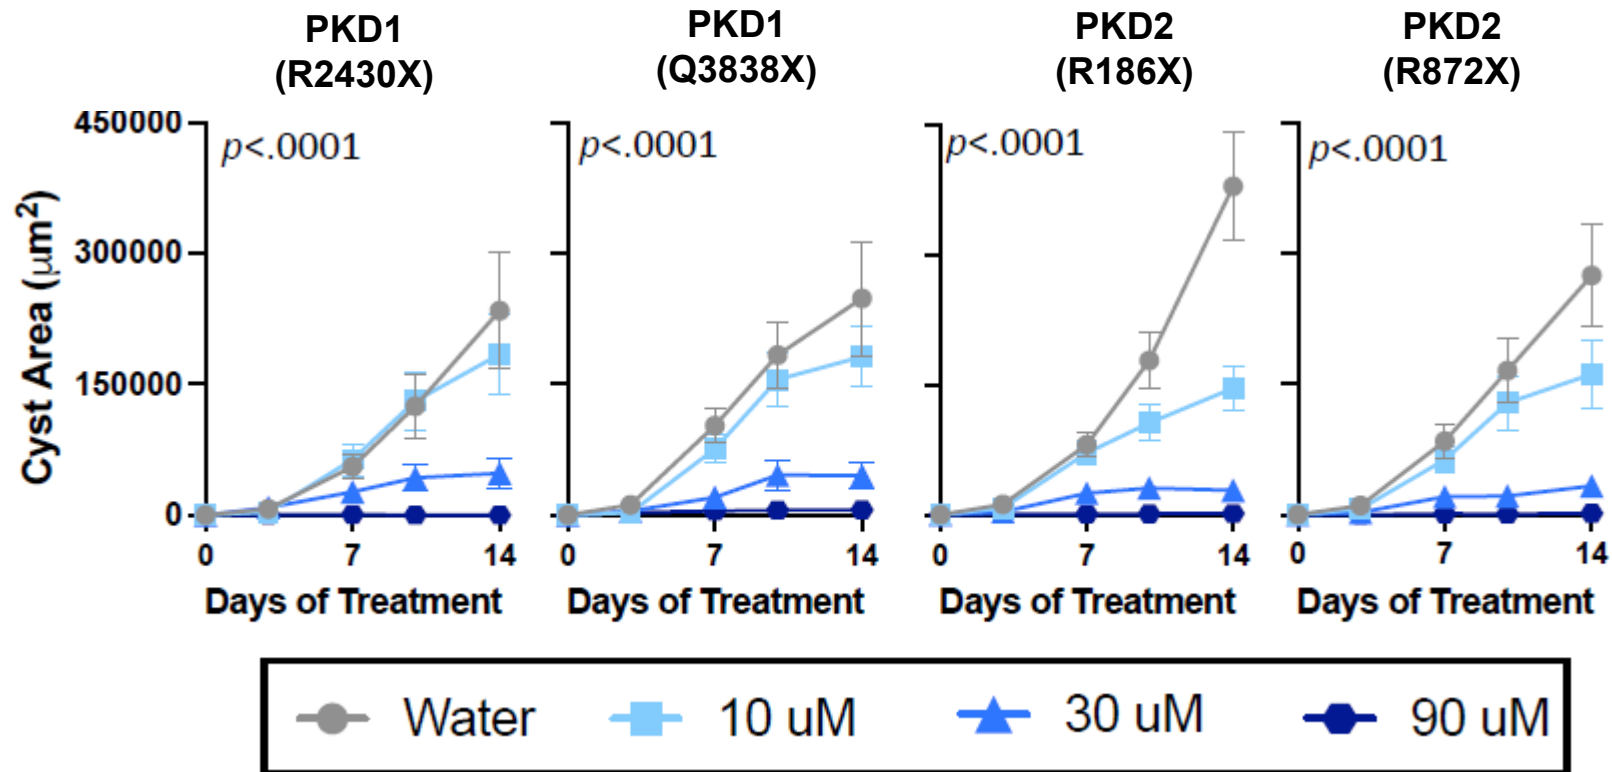 PKD1
(R2430X)
PKD1
(Q3838X)
PKD2
(R186X)
PKD2
(R872X)
Cyst Area (μm²)
450000
300000
150000
0
p<.0001
p<.0001
p<.0001
p<.0001
0 7 14
0 7 14
0 7 14
0 7 14
Days of Treatment
Days of Treatment
Days of Treatment
Days of Treatment
Water 10 uM 30 uM 90 uM